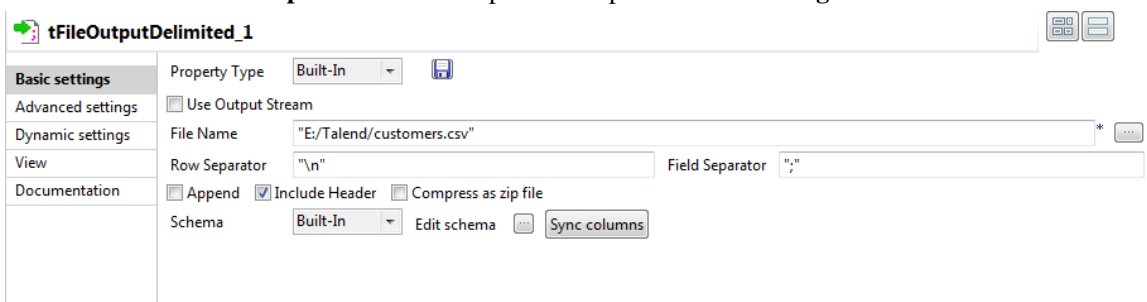 tFileOutputDelimited_1
Basic settings
Advanced settings
Dynamic settings
View
Documentation
Property Type Built-In
Use Output Stream
File Name "E:/Talend/customers.csv" * ...
Row Separator "\n" Field Separator ";"
Append Include Header Compress as zip file
Schema Built-In Edit schema ... Sync columns